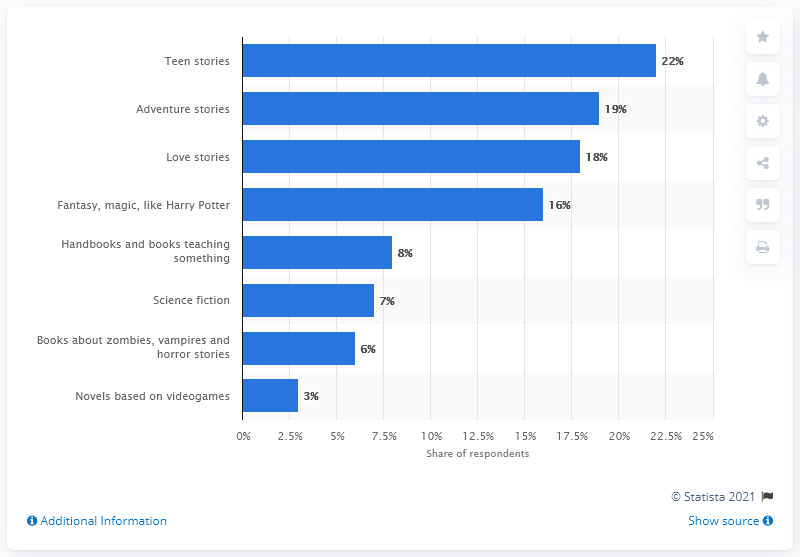 Teen stories
22%
Adventure stories
19%
Love stories
18%
Fantasy, magic, like Harry Potter
16%
Handbooks and books teaching
something
8%
Science fiction
7%
Books about zombies, vampires and
horror stories
6%
Novels based on videogames
3%
0% 2.5% 5% 7.5% 10% 12.5% 15% 17.5% 20% 22.5% 25%
Share of respondents
© Statista 2021
Additional Information
Show source